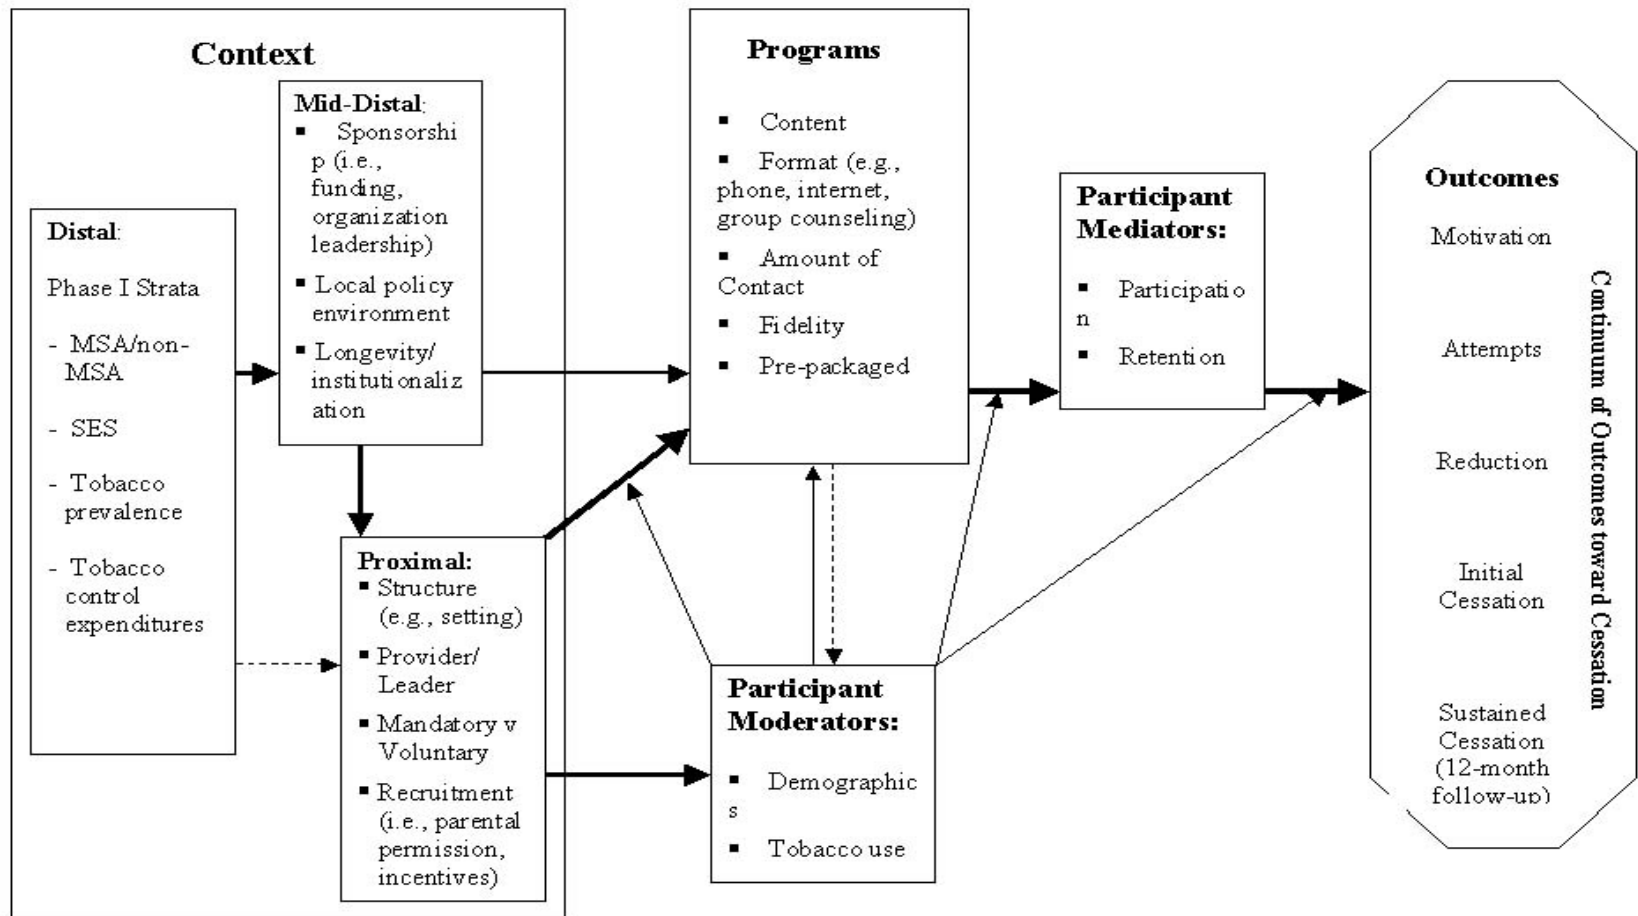 Context
Distal:
Phase I Strata
- MSA/non-
MSA
- SES
- Tobacco
prevalence
- Tobacco
control
expenditures
Mid-Distal:
▪ Sponsorshi
p (i.e.,
funding,
organization
leadership)
▪ Local policy
environment
▪ Longevity/
institutionaliz
ation
Proximal:
▪ Structure
(e.g., setting)
▪ Provider/
Leader
▪ Mandatory v
Voluntary
▪ Recruitment
(i.e., parental
permission,
incentives)
Programs
▪ Content
▪ Format (e.g.,
phone, internet,
group counseling)
▪ Amount of
Contact
▪ Fidelity
▪ Pre-packaged
Participant
Moderators:
▪ Demographic
s
▪ Tobacco use
Participant
Mediators:
▪ Participatio
n
▪ Retention
Outcomes
Motivation
Attempts
Reduction
Initial
Cessation
Sustained
Cessation
(12-month
follow-up)
Continuum of Outcomes toward Cessation